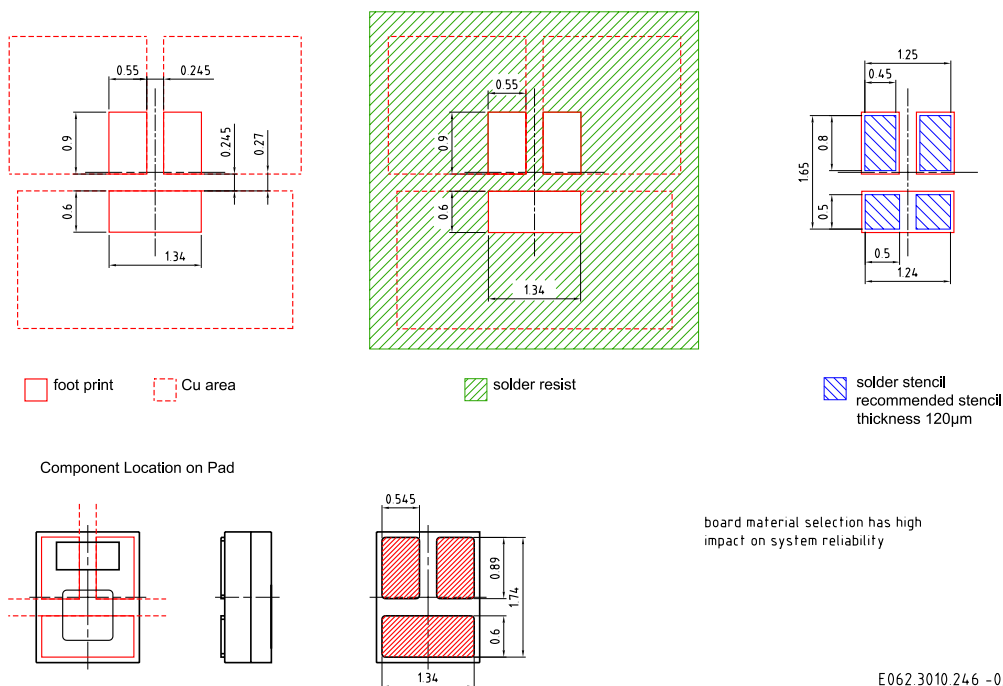 0.55 0.245
0.9
0.245
0.27
0.6
1.34
0.55
0.9
0.6
1.34
1.25
0.45
0.8
1.65
0.5
0.5
1.24
foot print
Cu area
solder resist
solder stencil
recommended stencil
thickness 120µm
Component Location on Pad
0.545
0.89
1.74
0.6
1.34
board material selection has high
impact on system reliability
E062.3010.246 -0